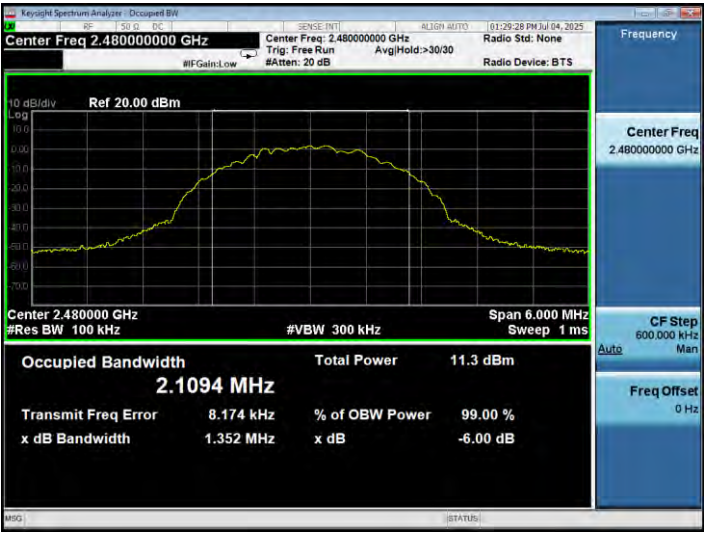 Keysight Spectrum Analyzer - Occupied BW
RF 50 Ω DC SENSE:INT ALIGN AUTO 01:29:28 PM Jul 04, 2025
Center Freq 2.480000000 GHz
Center Freq: 2.480000000 GHz Radio Std: None
Trig: Free Run Avg|Hold:>30/30
#IFGain:Low #Atten: 20 dB Radio Device: BTS
10 dB/div Ref 20.00 dBm
Log
10.0
0.00
-10.0
-20.0
-30.0
-40.0
-50.0
-60.0
-70.0
Center 2.480000 GHz Span 6.000 MHz
#Res BW 100 kHz #VBW 300 kHz Sweep 1 ms
Occupied Bandwidth Total Power 11.3 dBm
2.1094 MHz
Transmit Freq Error 8.174 kHz % of OBW Power 99.00 %
x dB Bandwidth 1.352 MHz x dB -6.00 dB
MSG STATUS
Frequency
Center Freq
2.480000000 GHz
CF Step
600.000 kHz
Auto Man
Freq Offset
0 Hz